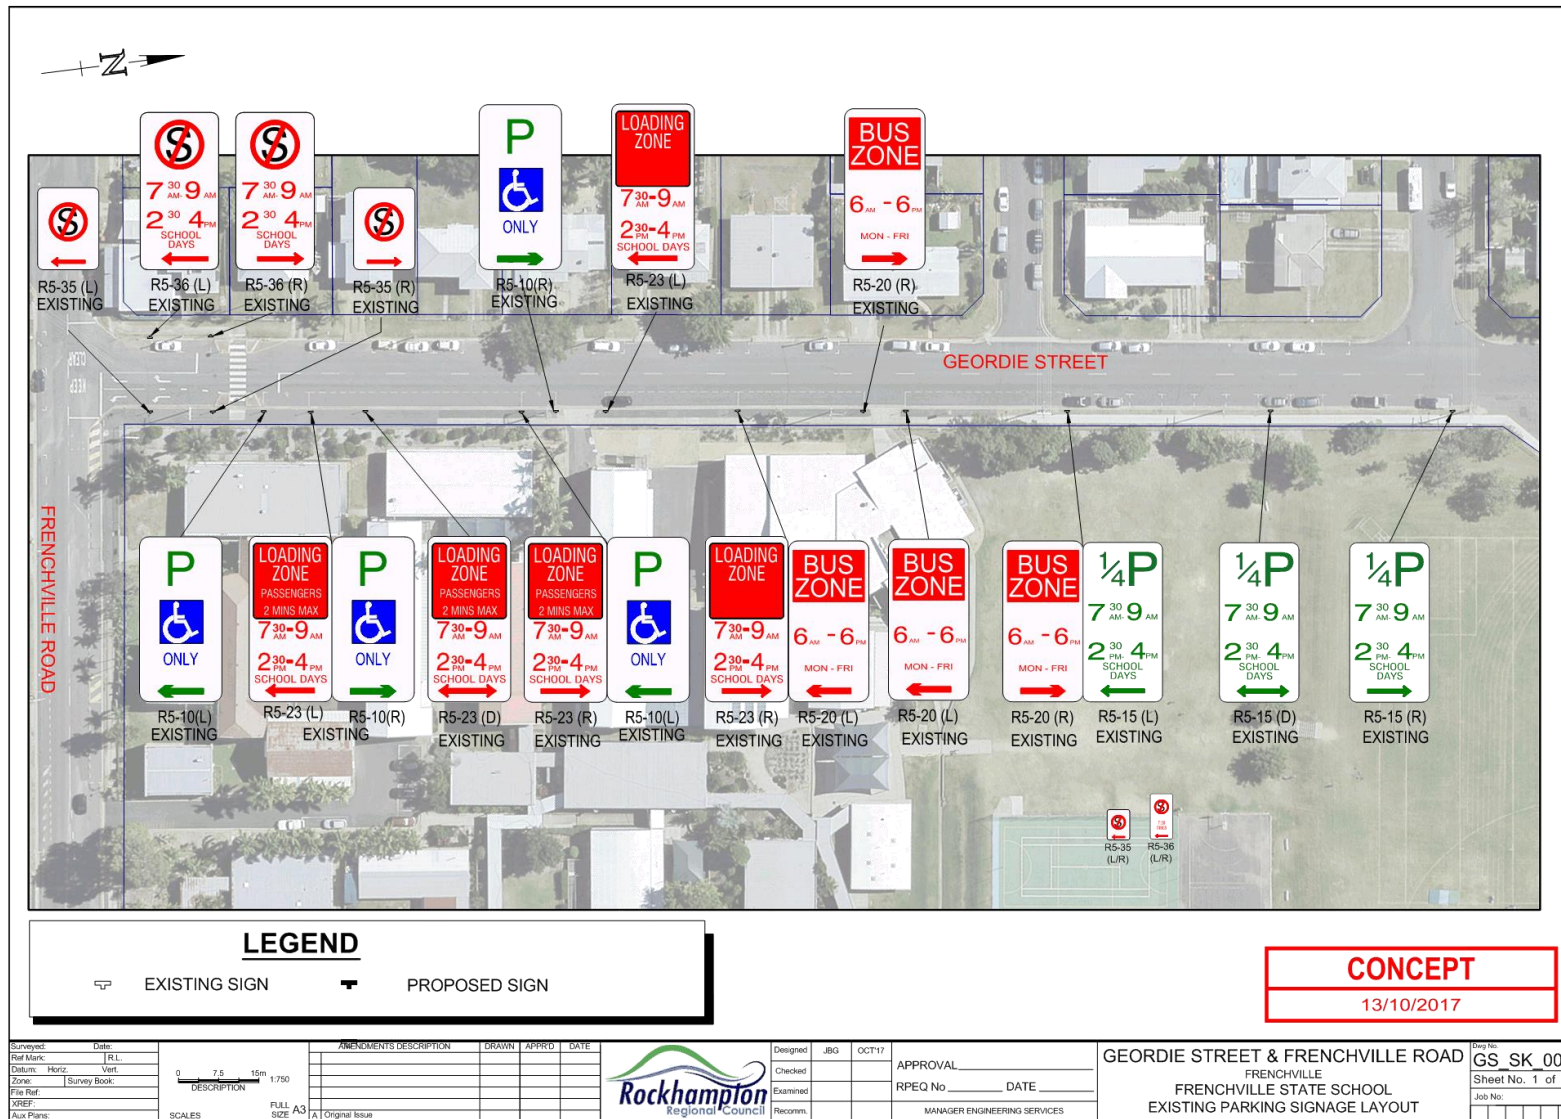 N
S
7 30 AM- 9 AM
2 30 4 PM
SCHOOL
DAYS
S
7 30 AM- 9 AM
2 30 4 PM
SCHOOL
DAYS
P
ONLY
LOADING
ZONE
7 30 AM-9 AM
2 30 PM-4 PM
SCHOOL DAYS
BUS
ZONE
6 AM - 6 PM
MON - FRI
S
S
R5-35 (L)
EXISTING
R5-36 (L)
EXISTING
R5-36 (R)
EXISTING
R5-35 (R)
EXISTING
R5-10(R)
EXISTING
R5-23 (L)
EXISTING
R5-20 (R)
EXISTING
CLEAR
KEEP
GEORDIE STREET
FRENCHVILLE ROAD
P
ONLY
LOADING
ZONE
PASSENGERS
2 MINS MAX
7 30 AM-9 AM
2 30 PM-4 PM
SCHOOL DAYS
P
ONLY
LOADING
ZONE
PASSENGERS
2 MINS MAX
7 30 AM-9 AM
2 30 PM-4 PM
SCHOOL DAYS
LOADING
ZONE
PASSENGERS
2 MINS MAX
7 30 AM-9 AM
2 30 PM-4 PM
SCHOOL DAYS
P
ONLY
LOADING
ZONE
7 30 AM-9 AM
2 30 PM-4 PM
SCHOOL DAYS
BUS
ZONE
6 AM - 6 PM
MON - FRI
BUS
ZONE
6 AM - 6 PM
MON - FRI
BUS
ZONE
6 AM - 6 PM
MON - FRI
¼P
7 30 AM- 9 AM
2 30 PM- 4 PM
SCHOOL
DAYS
¼P
7 30 AM- 9 AM
2 30 PM- 4 PM
SCHOOL
DAYS
¼P
7 30 AM- 9 AM
2 30 PM- 4 PM
SCHOOL
DAYS
R5-10(L)
EXISTING
R5-23 (L)
R5-10(R)
EXISTING
R5-23 (D)
EXISTING
R5-23 (R)
EXISTING
R5-10(L)
EXISTING
R5-23 (R)
EXISTING
R5-20 (L)
EXISTING
R5-20 (L)
EXISTING
R5-20 (R)
EXISTING
R5-15 (L)
EXISTING
R5-15 (D)
EXISTING
R5-15 (R)
EXISTING
R5-35
(L/R)
R5-36
(L/R)
LEGEND
EXISTING SIGN
PROPOSED SIGN
CONCEPT
13/10/2017
Surveyed: Date:
Ref Mark: R.L.
Datum: Horiz. Vert.
Zone: Survey Book:
File Ref:
XREF:
Aux Plans:
0 7.5 15m 1:750
DESCRIPTION
SCALES
FULL
SIZE A3
AMENDMENTS DESCRIPTION DRAWN APPR'D DATE
A Original Issue
Rockhampton
Regional Council
Designed JBG OCT'17
Checked
Examined
Recomm.
APPROVAL
RPEQ No DATE
MANAGER ENGINEERING SERVICES
GEORDIE STREET & FRENCHVILLE ROAD
FRENCHVILLE
FRENCHVILLE STATE SCHOOL
EXISTING PARKING SIGNAGE LAYOUT
Dwg No.
GS_SK_00
Sheet No. 1 of
Job No: